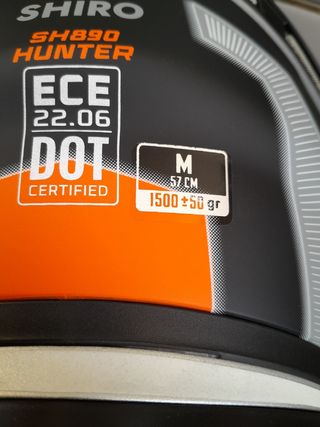 SHIRO
SH890
HUNTER
ECE
22.06
DOT
CERTIFIED
M
57 CM
1500 ±50 gr